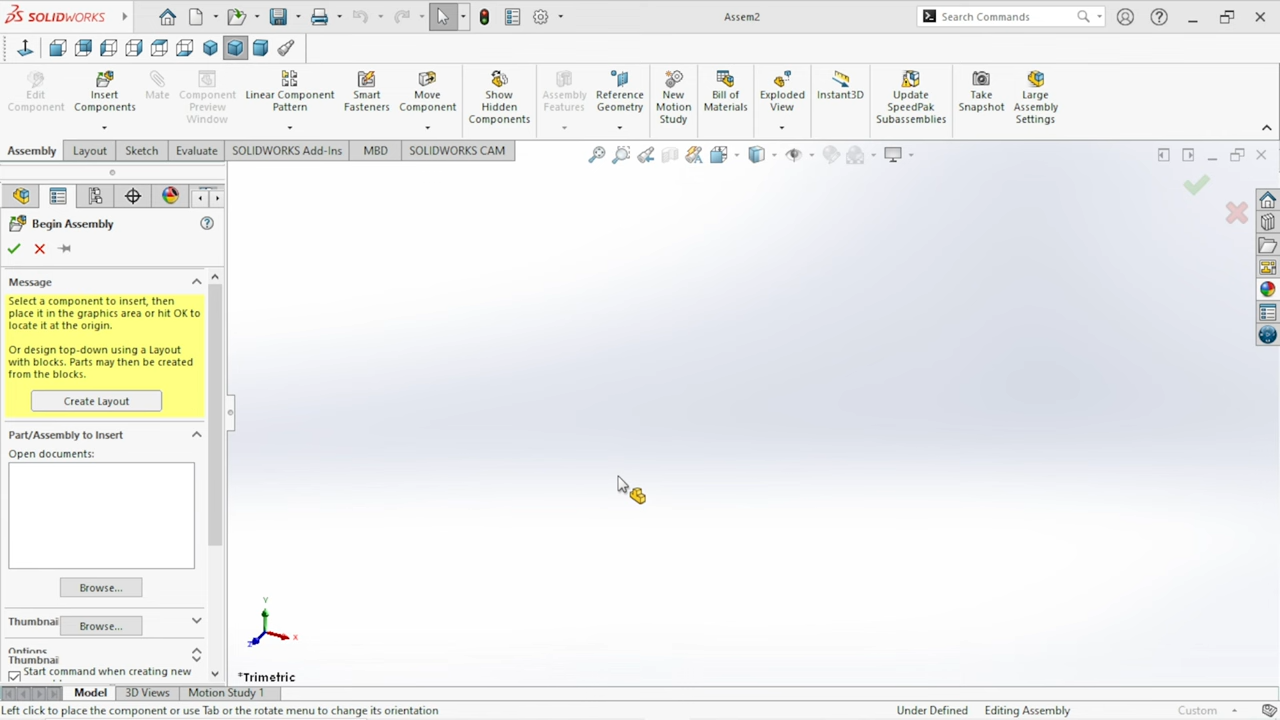 SOLIDWORKS
Assem2
Search Commands
Edit
Component
Insert
Components
Mate
Component
Preview
Window
Linear Component
Pattern
Smart
Fasteners
Move
Component
Show
Hidden
Components
Assembly
Features
Reference
Geometry
New
Motion
Study
Bill of
Materials
Exploded
View
Instant3D
Update
SpeedPak
Subassemblies
Take
Snapshot
Large
Assembly
Settings
Assembly
Layout
Sketch
Evaluate
SOLIDWORKS Add-Ins
MBD
SOLIDWORKS CAM
Begin Assembly
Message
Select a component to insert, then
place it in the graphics area or hit OK to
locate it at the origin.
Or design top-down using a Layout
with blocks. Parts may then be created
from the blocks.
Create Layout
Part/Assembly to Insert
Open documents:
Browse...
Thumbnai
Browse...
Options
Thumbnai
Start command when creating new
Y
X
Z
*Trimetric
Model
3D Views
Motion Study 1
Left click to place the component or use Tab or the rotate menu to change its orientation
Under Defined
Editing Assembly
Custom